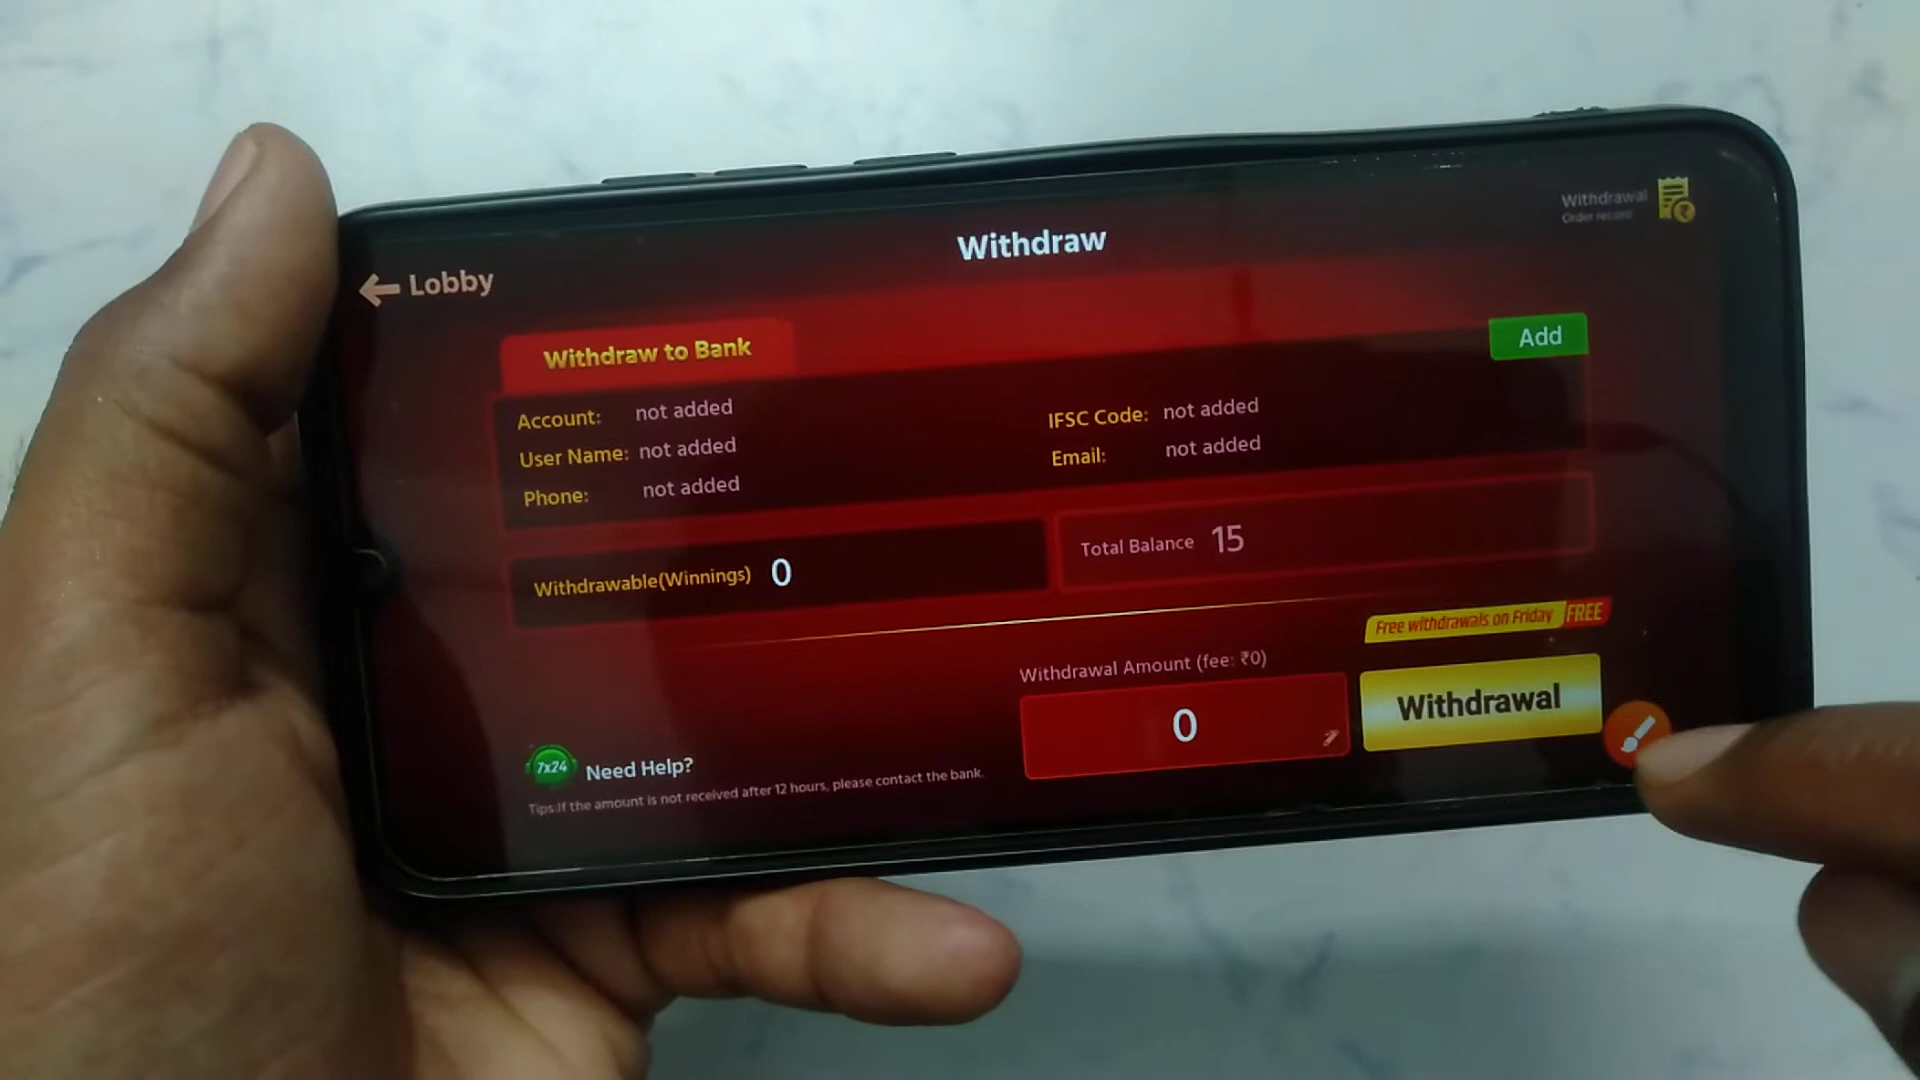 Withdrawal
Order record
Withdraw
Lobby
Withdraw to Bank
Add
Account: not added
IFSC Code: not added
User Name: not added
Email: not added
Phone: not added
Withdrawable(Winnings) 0
Total Balance 15
Free withdrawals on Friday FREE
Withdrawal Amount (fee: ₹0)
0
Withdrawal
7x24 Need Help?
Tips:If the amount is not received after 12 hours, please contact the bank.